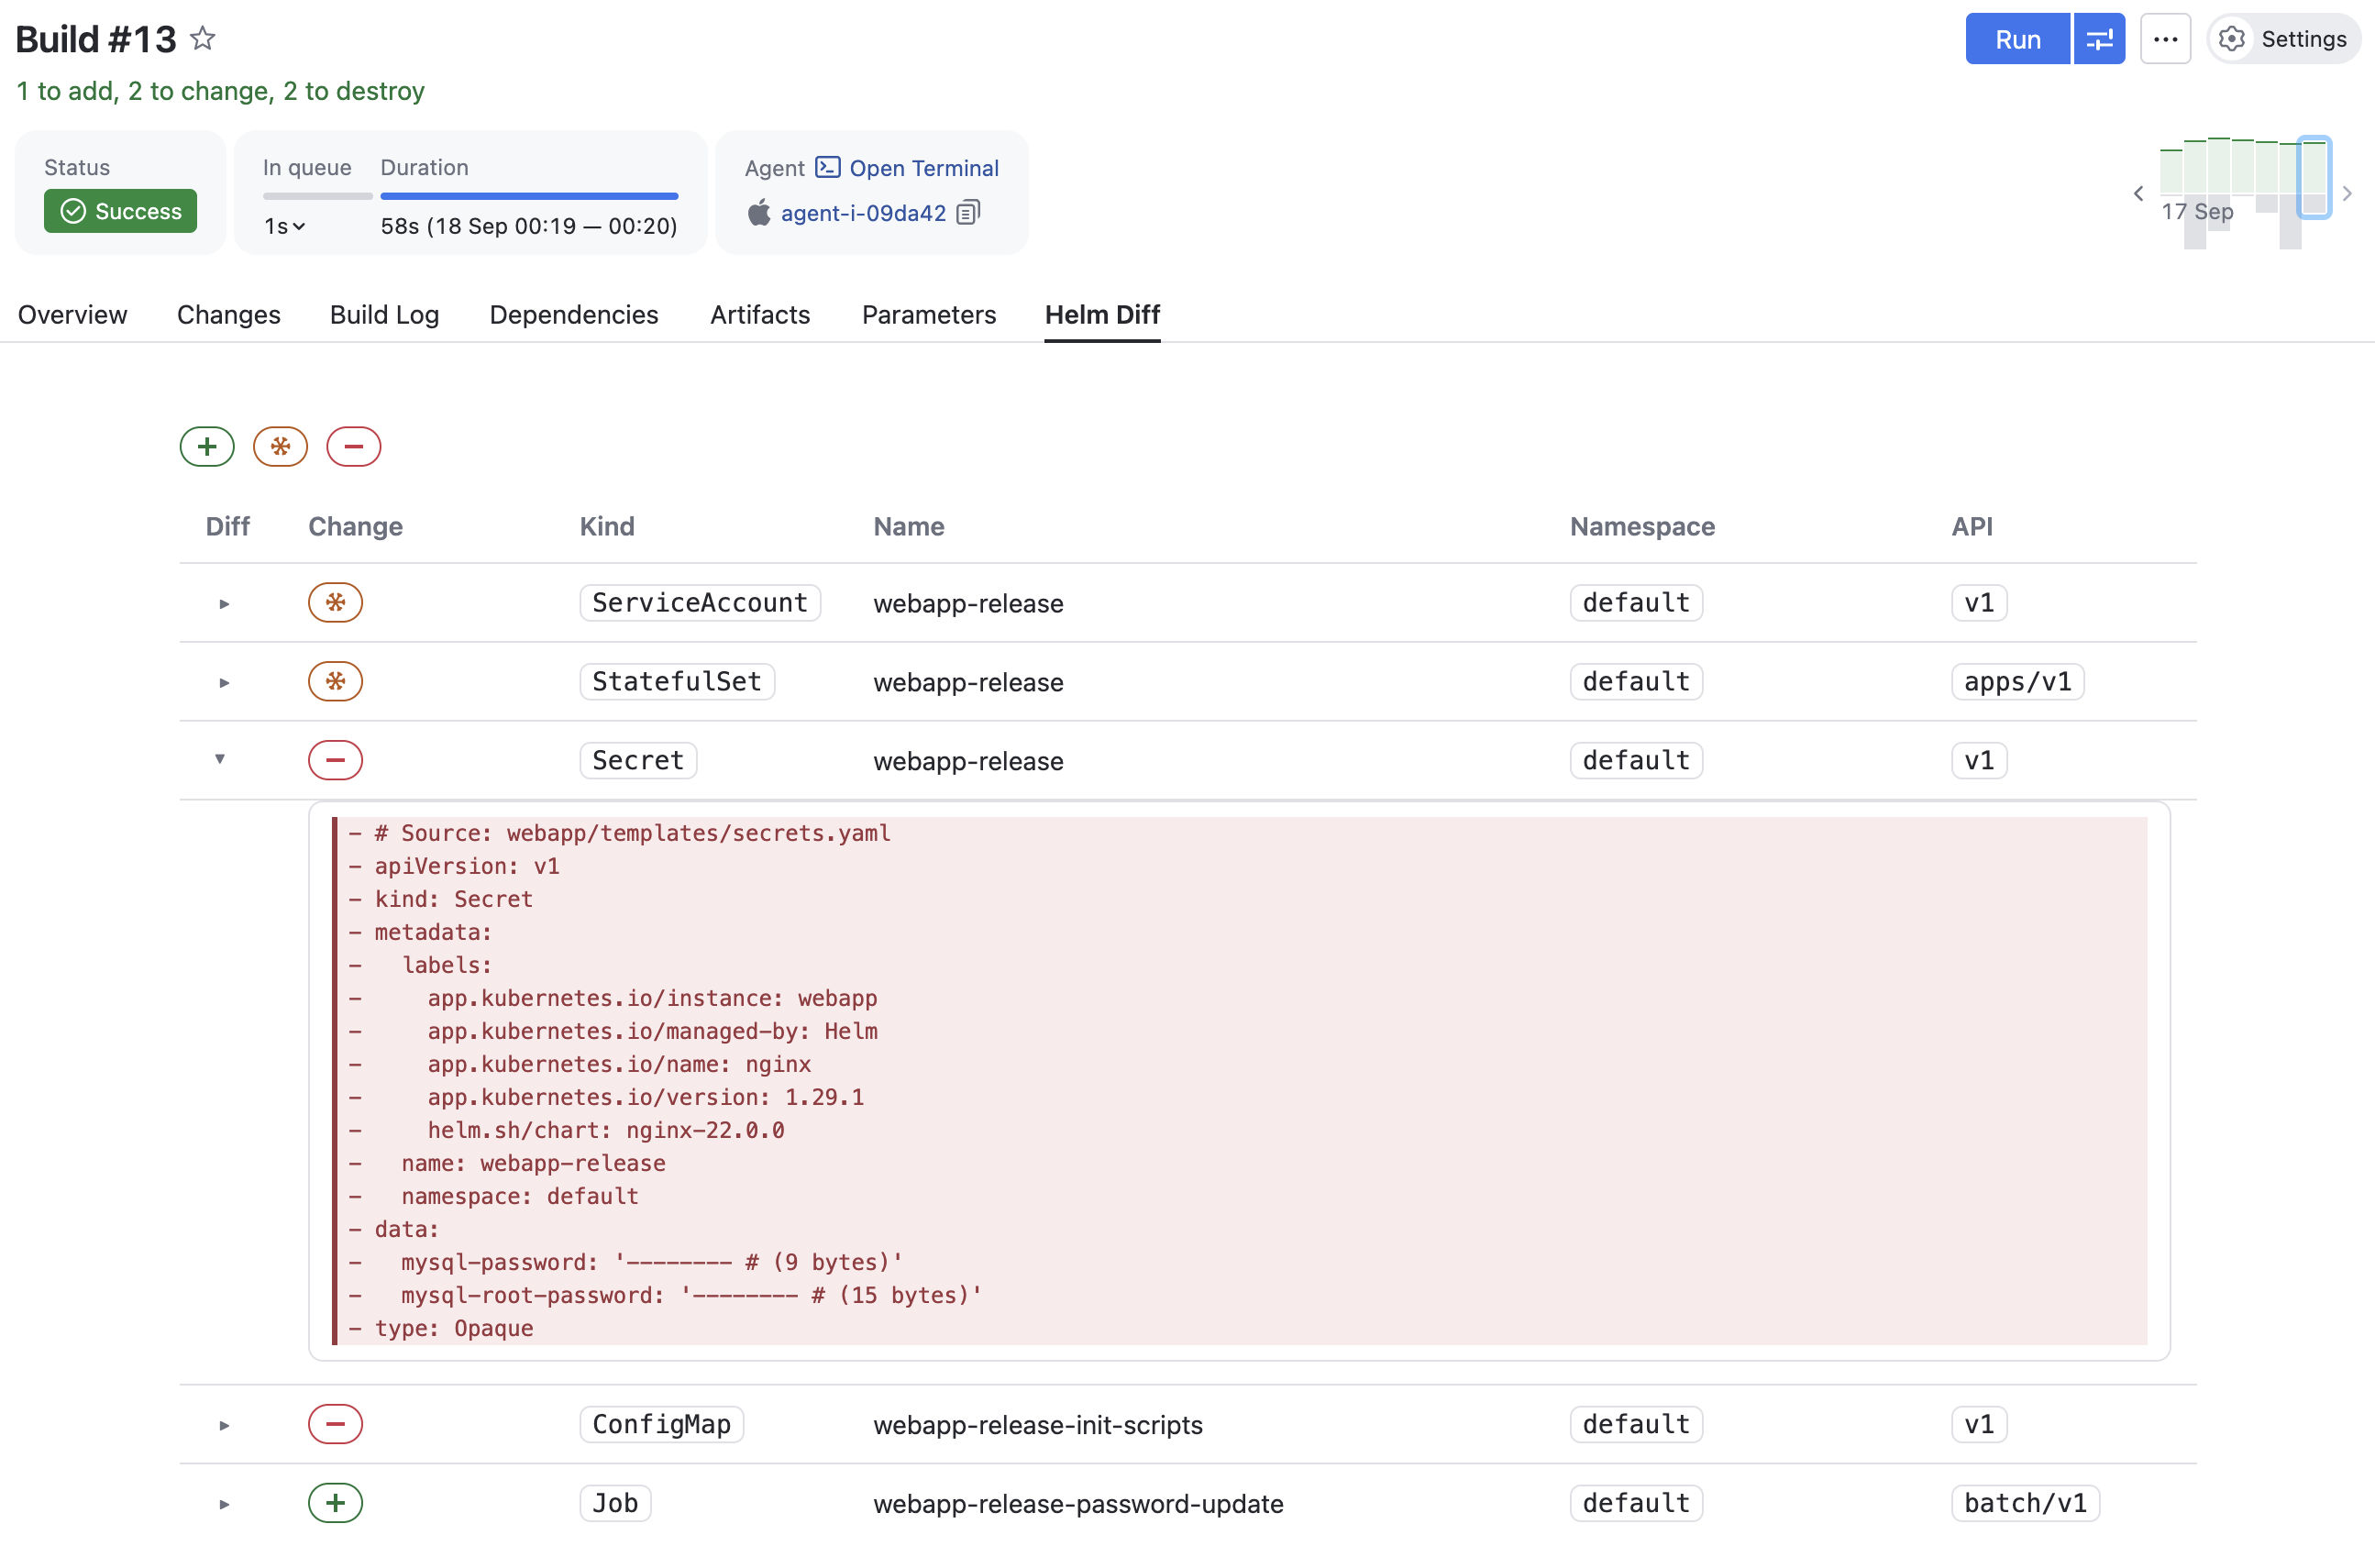 Build #13
Run
Settings
1 to add, 2 to change, 2 to destroy
Status
Success
In queue
Duration
1s
58s (18 Sep 00:19 — 00:20)
Agent
Open Terminal
agent-i-09da42
17 Sep
Overview
Changes
Build Log
Dependencies
Artifacts
Parameters
Helm Diff
Diff Change Kind Name Namespace API
ServiceAccount webapp-release default v1
StatefulSet webapp-release default apps/v1
Secret webapp-release default v1
- # Source: webapp/templates/secrets.yaml
- apiVersion: v1
- kind: Secret
- metadata:
-   labels:
-     app.kubernetes.io/instance: webapp
-     app.kubernetes.io/managed-by: Helm
-     app.kubernetes.io/name: nginx
-     app.kubernetes.io/version: 1.29.1
-     helm.sh/chart: nginx-22.0.0
-   name: webapp-release
-   namespace: default
- data:
-   mysql-password: '-------- # (9 bytes)'
-   mysql-root-password: '-------- # (15 bytes)'
- type: Opaque
ConfigMap webapp-release-init-scripts default v1
Job webapp-release-password-update default batch/v1